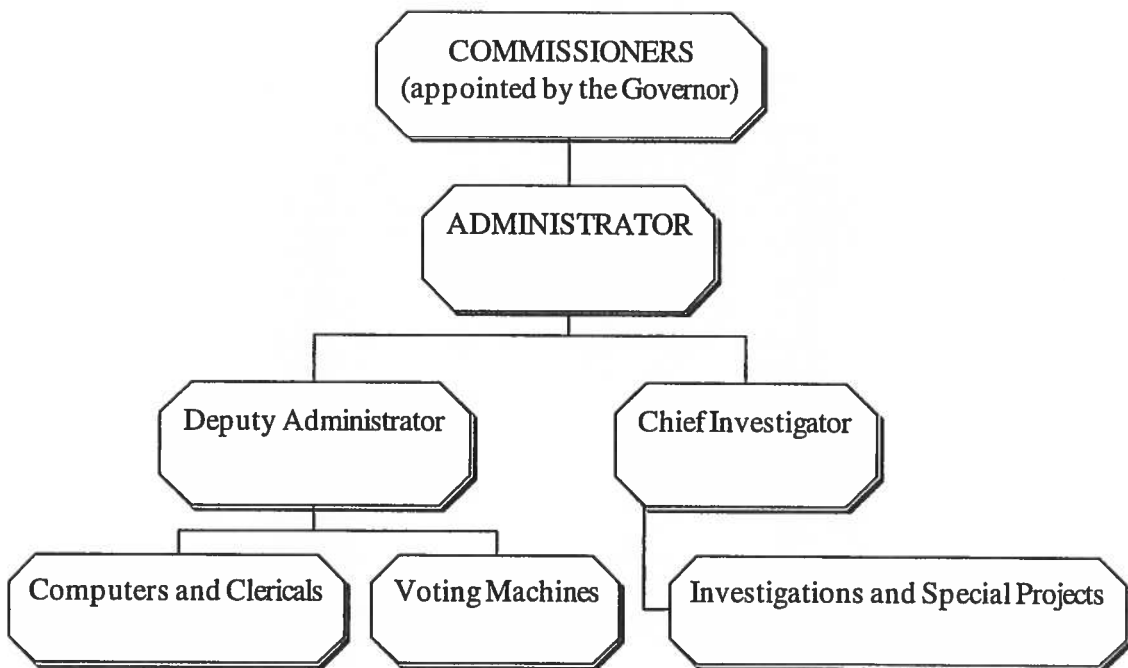 COMMISSIONERS
(appointed by the Governor)
ADMINISTRATOR
Deputy Administrator
Chief Investigator
Computers and Clericals
Voting Machines
Investigations and Special Projects